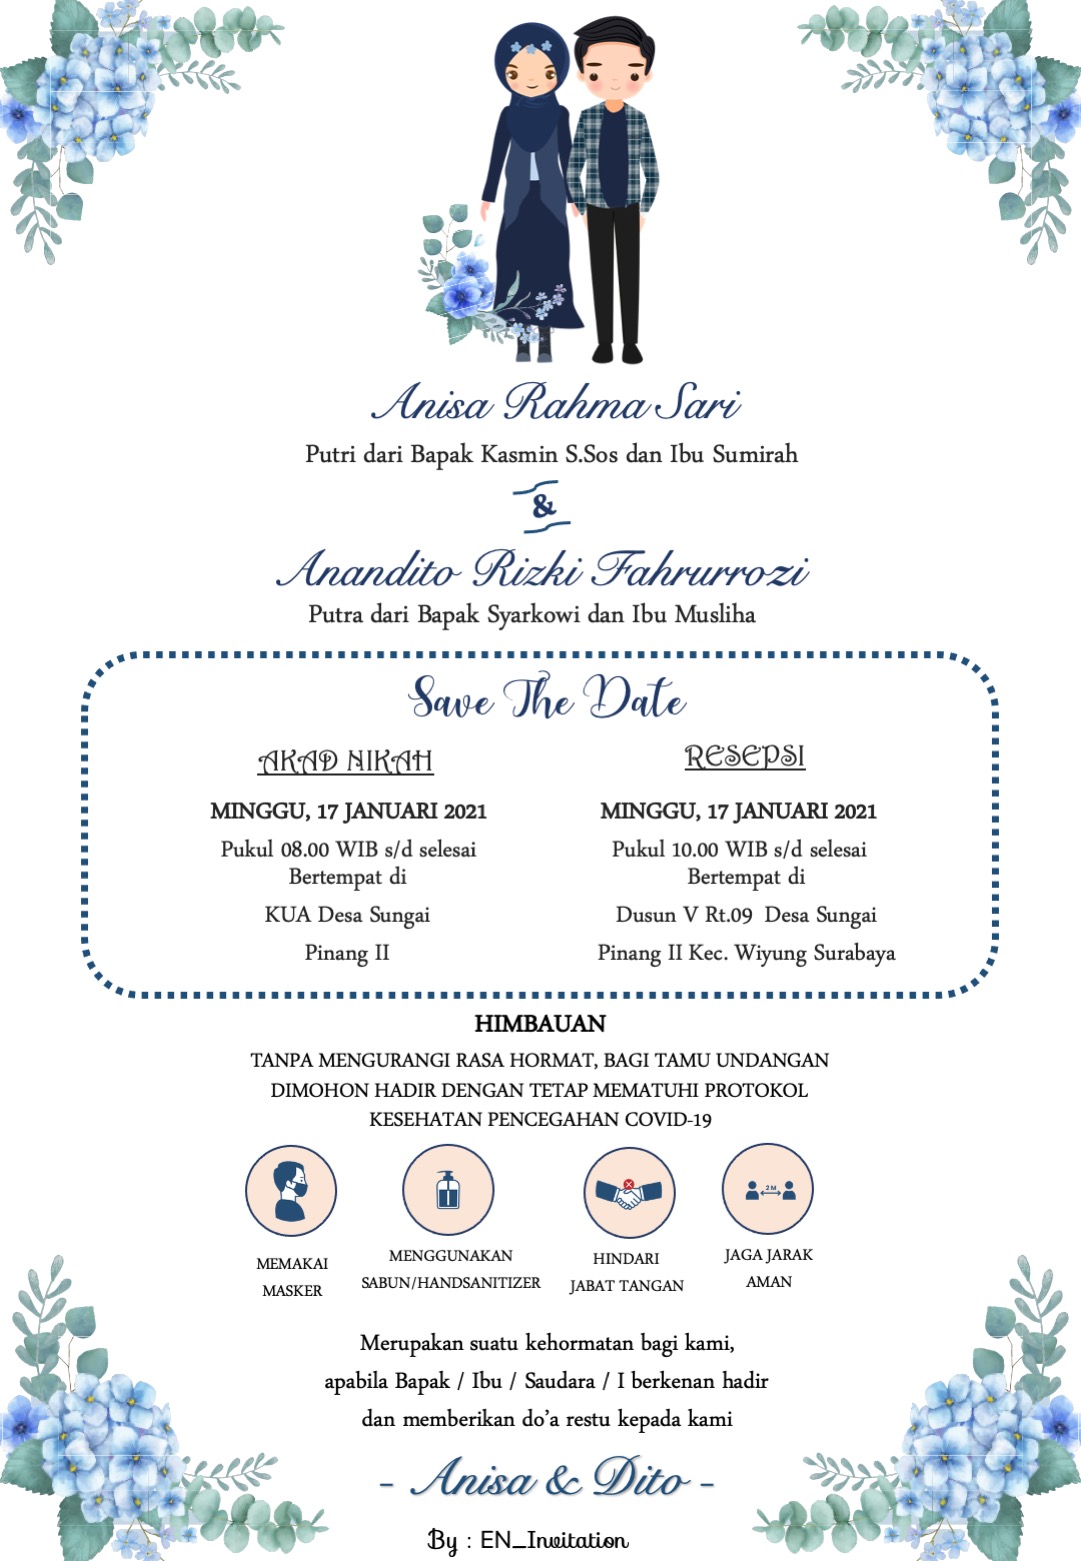 Anisa Rahma Sari
Putri dari Bapak Kasmin S.Sos dan Ibu Sumirah
&
Anandito Rizki Fahrurrozi
Putra dari Bapak Syarkowi dan Ibu Musliha
Save The Date
AKAD NIKAH
MINGGU, 17 JANUARI 2021
Pukul 08.00 WIB s/d selesai
Bertempat di
KUA Desa Sungai
Pinang II
RESEPSI
MINGGU, 17 JANUARI 2021
Pukul 10.00 WIB s/d selesai
Bertempat di
Dusun V Rt.09 Desa Sungai
Pinang II Kec. Wiyung Surabaya
HIMBAUAN
TANPA MENGURANGI RASA HORMAT, BAGI TAMU UNDANGAN
DIMOHON HADIR DENGAN TETAP MEMATUHI PROTOKOL
KESEHATAN PENCEGAHAN COVID-19
2 M
MEMAKAI
MASKER
MENGGUNAKAN
SABUN/HANDSANITIZER
HINDARI
JABAT TANGAN
JAGA JARAK
AMAN
Merupakan suatu kehormatan bagi kami,
apabila Bapak / Ibu / Saudara / I berkenan hadir
dan memberikan do’a restu kepada kami
- Anisa & Dito -
By : EN_Invitation